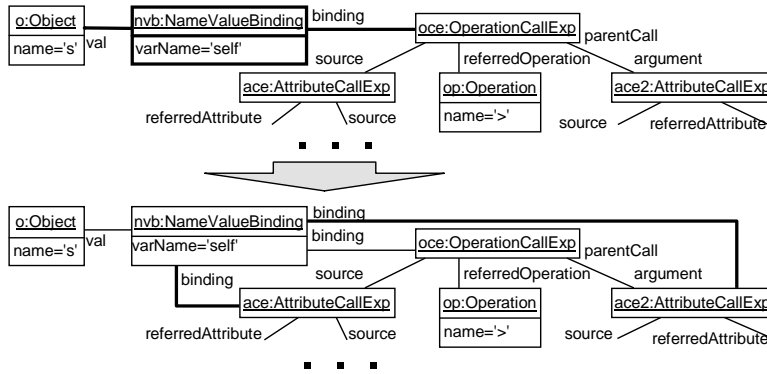 o:Object
name='s'
val
nvb:NameValueBinding
varName='self'
binding
oce:OperationCallExp
parentCall
source
referredOperation
argument
ace:AttributeCallExp
op:Operation
name='>'
ace2:AttributeCallExp
referredAttribute
source
source
referredAttribute
o:Object
name='s'
val
nvb:NameValueBinding
varName='self'
binding
binding
binding
oce:OperationCallExp
parentCall
source
referredOperation
argument
ace:AttributeCallExp
op:Operation
name='>'
ace2:AttributeCallExp
referredAttribute
source
source
referredAttribute